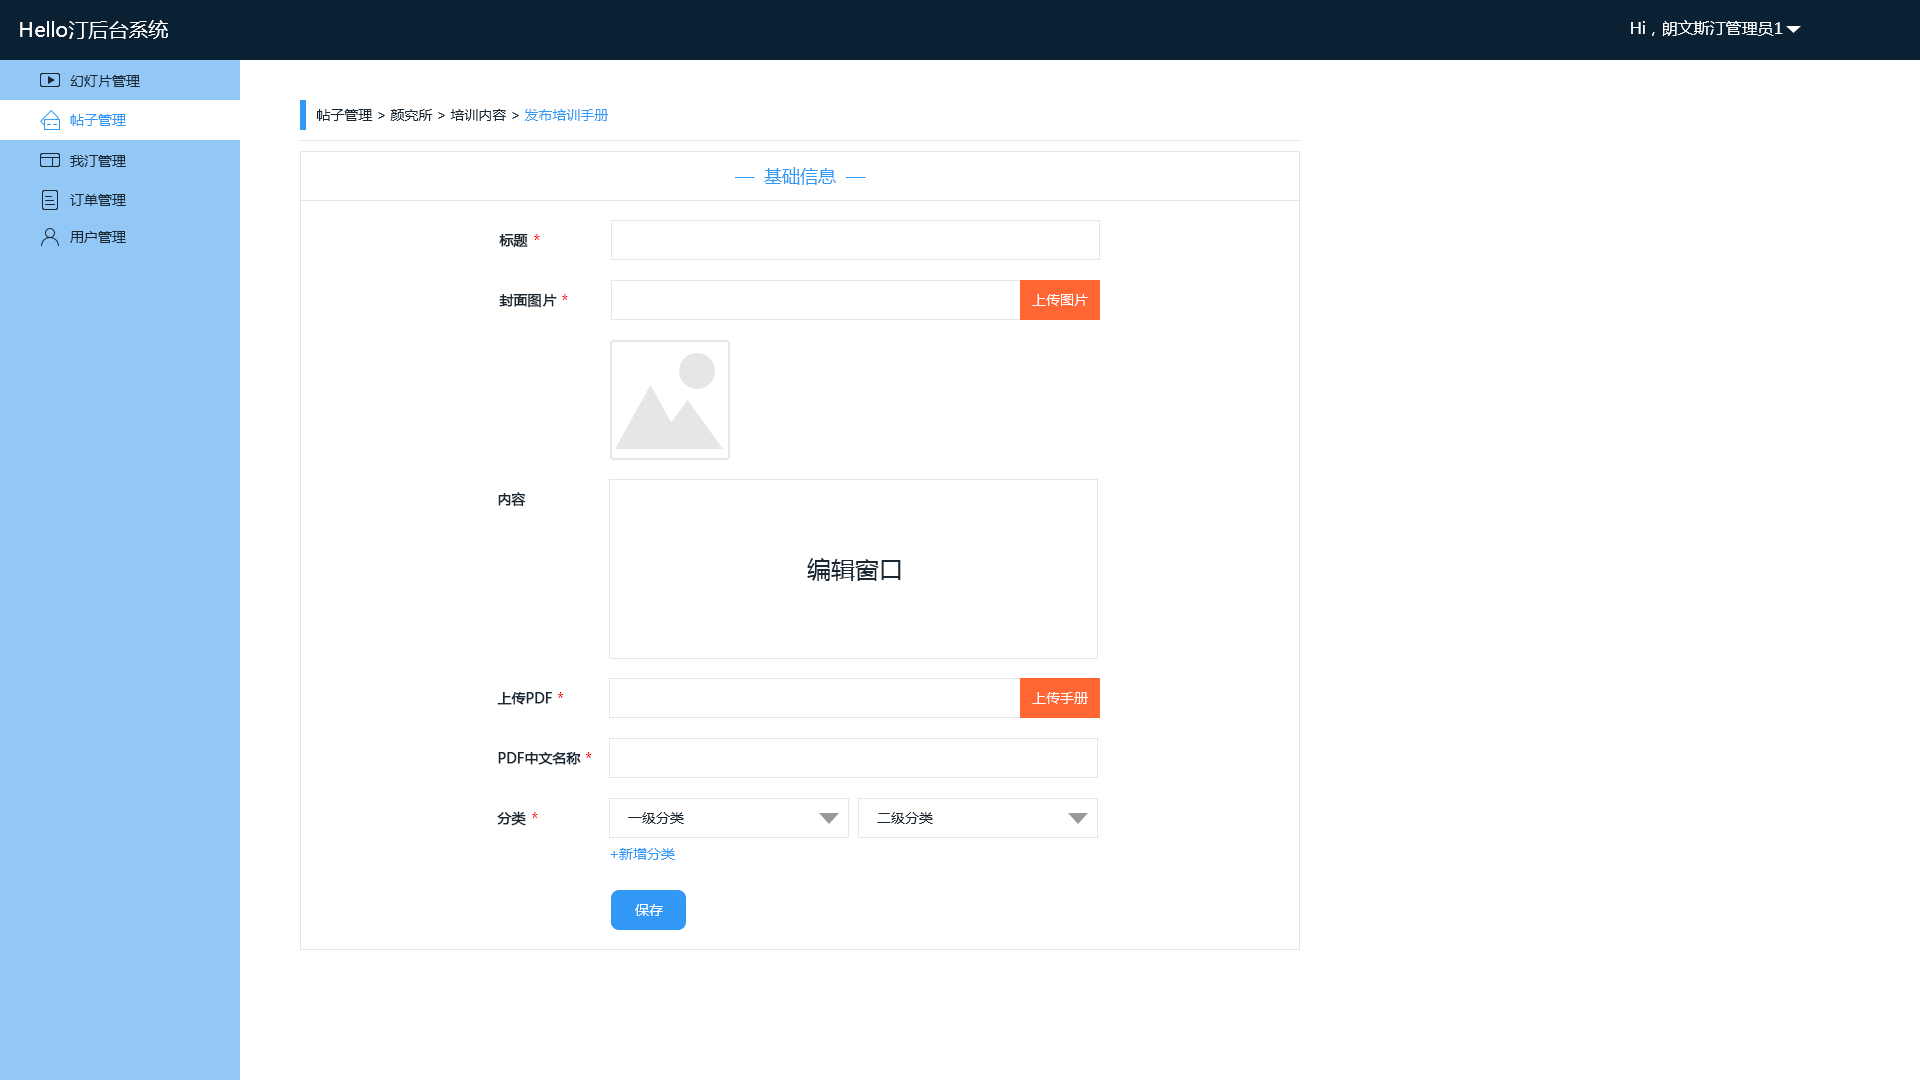 Hello汀后台系统
Hi，朗文斯汀管理员1
幻灯片管理
帖子管理
我汀管理
订单管理
用户管理
帖子管理 > 颜究所 > 培训内容 > 发布培训手册
— 基础信息 —
标题 *
封面图片 *
上传图片
内容
编辑窗口
上传PDF *
上传手册
PDF中文名称 *
分类 *
一级分类
二级分类
+新增分类
保存